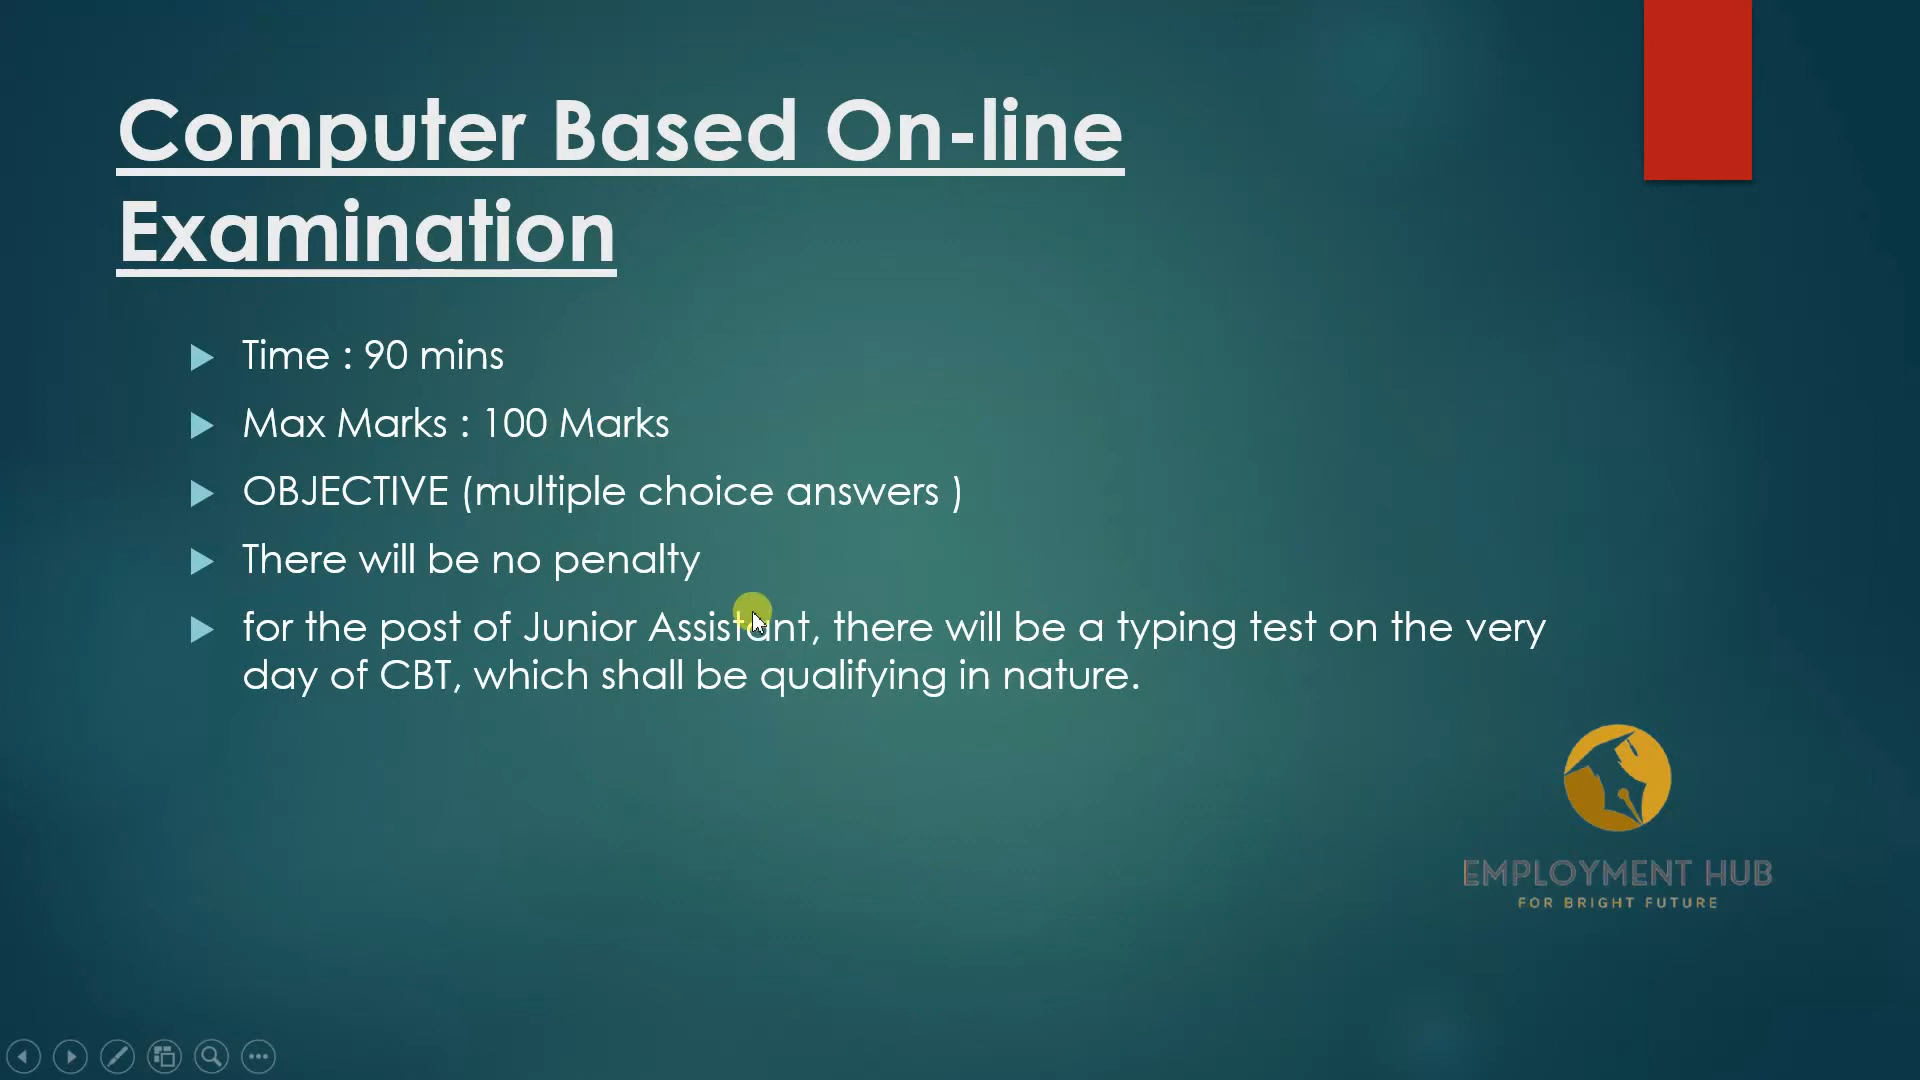 Computer Based On-line
Examination
Time : 90 mins
Max Marks : 100 Marks
OBJECTIVE (multiple choice answers )
There will be no penalty
for the post of Junior Assistant, there will be a typing test on the very
day of CBT, which shall be qualifying in nature.
EMPLOYMENT HUB
FOR BRIGHT FUTURE